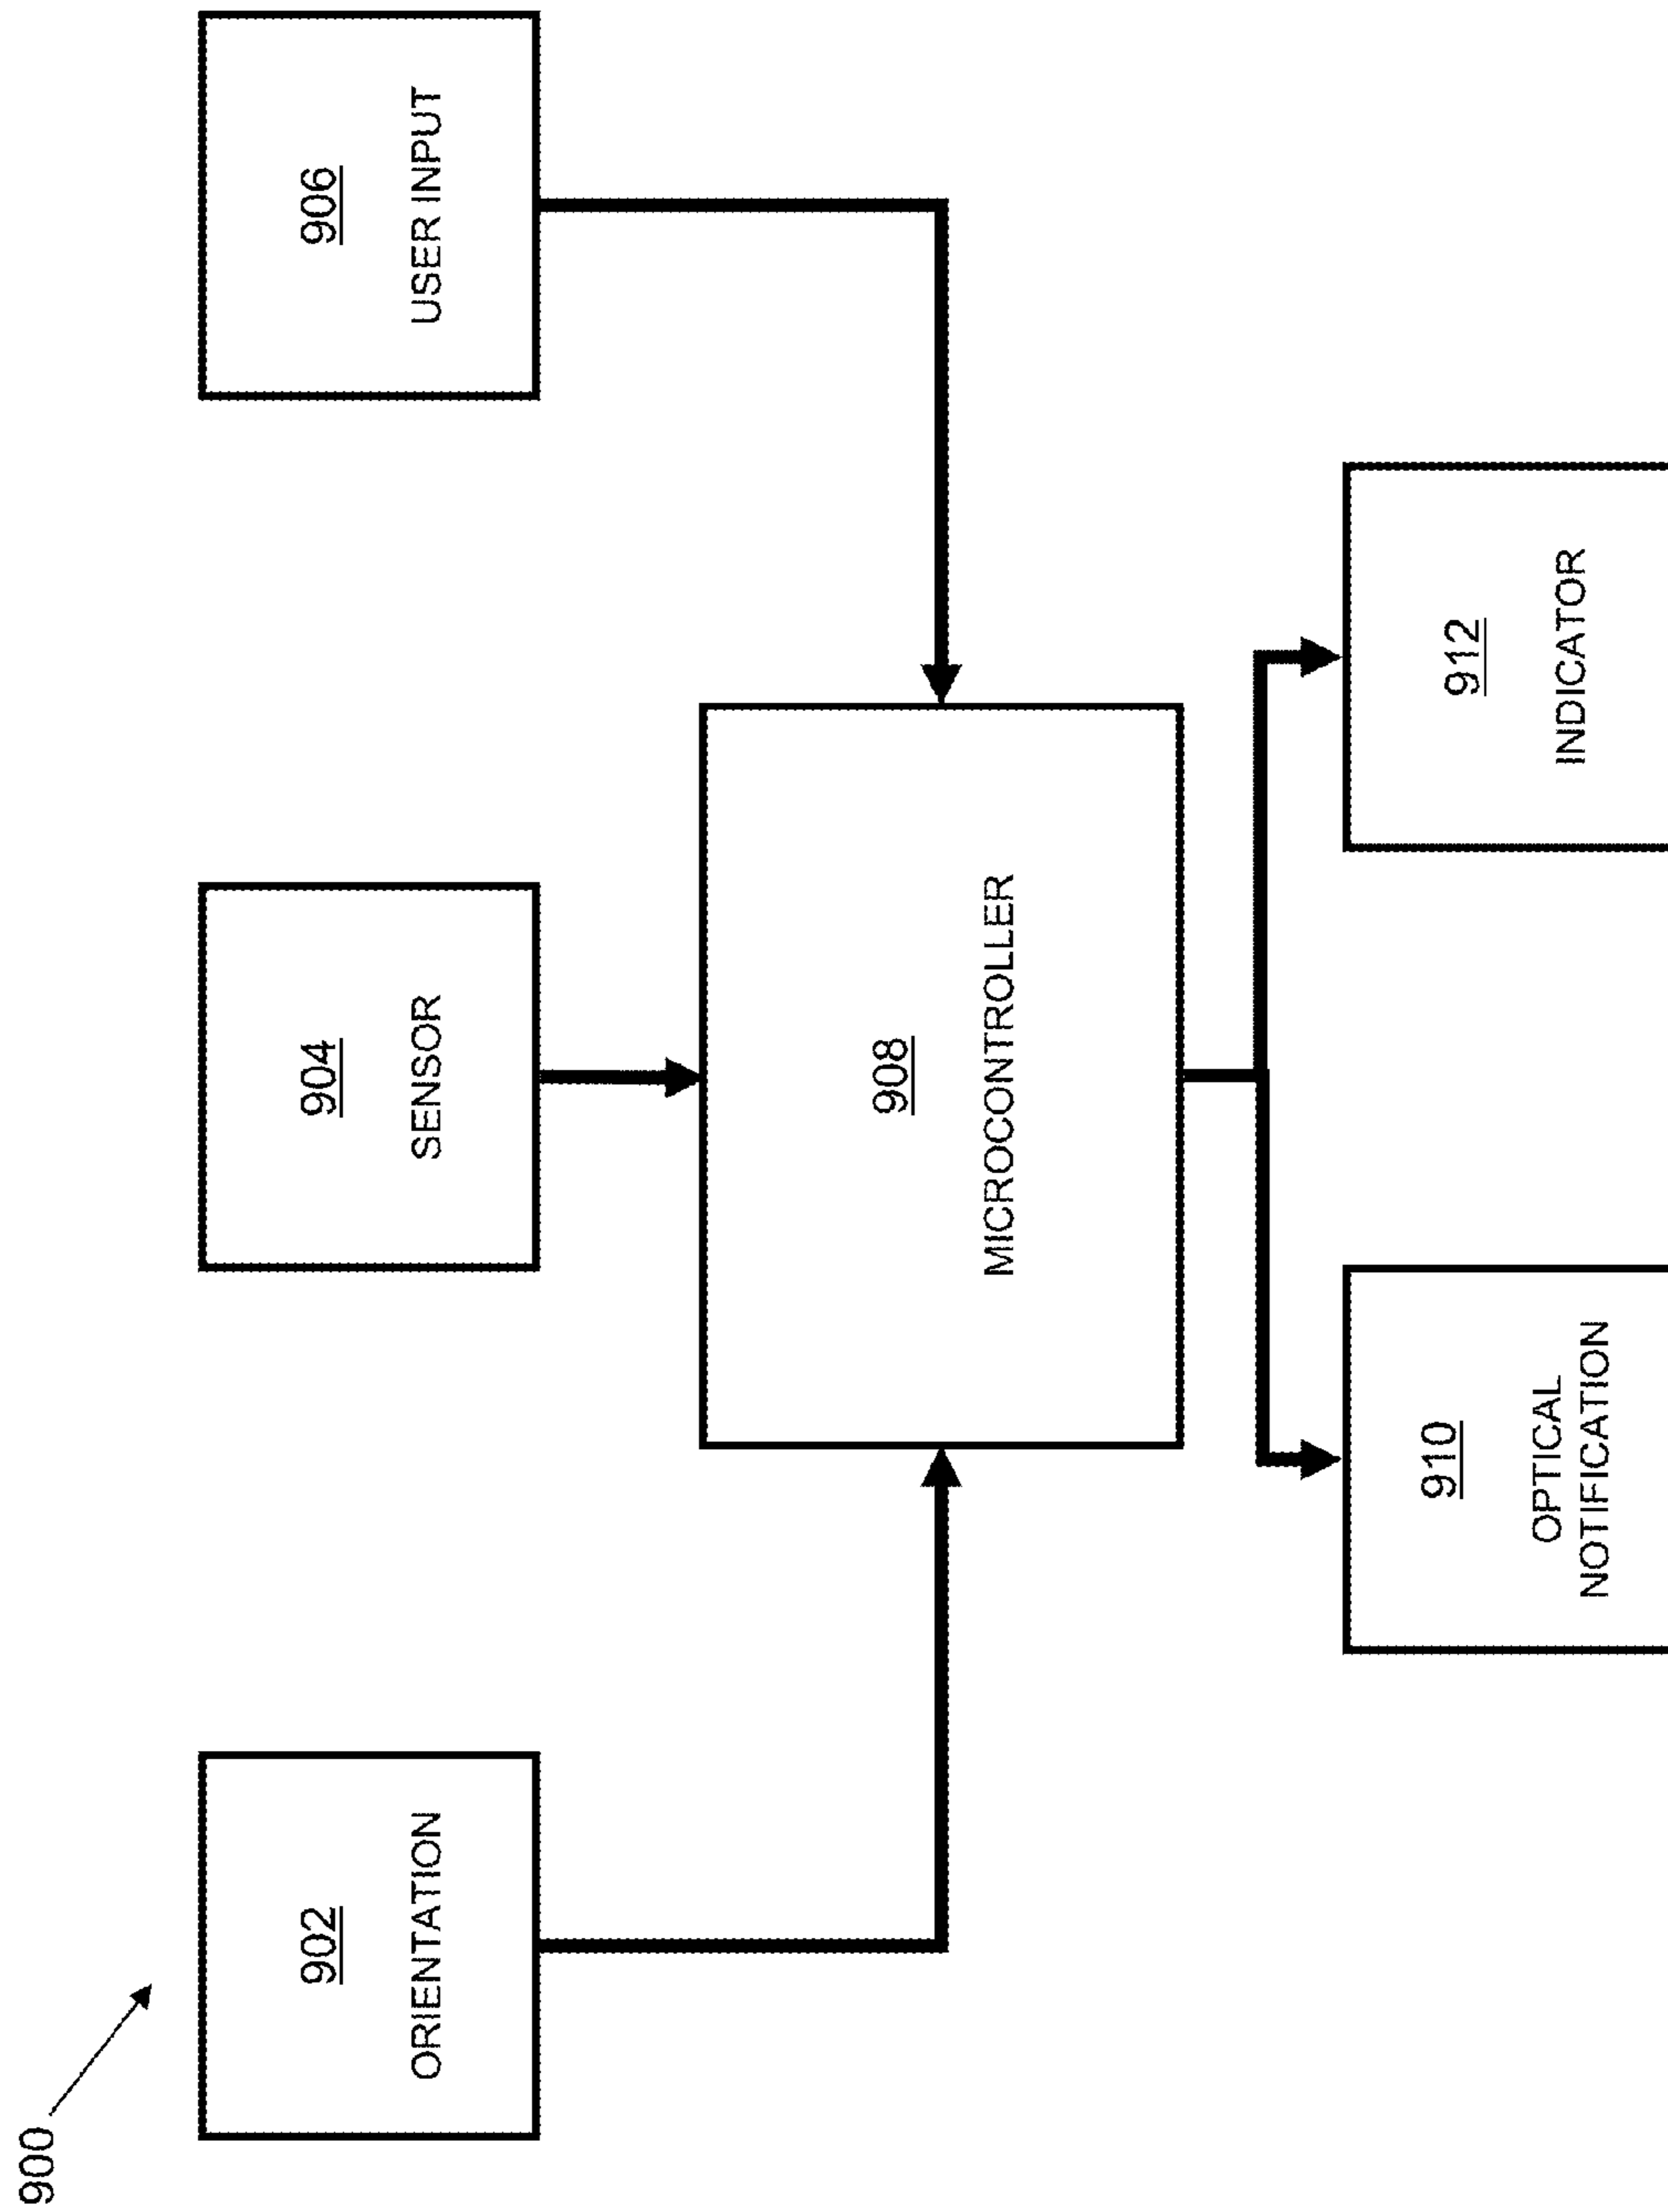 900
902
ORIENTATION
904
SENSOR
906
USER INPUT
908
MICROCONTROLLER
910
OPTICAL
NOTIFICATION
912
INDICATOR